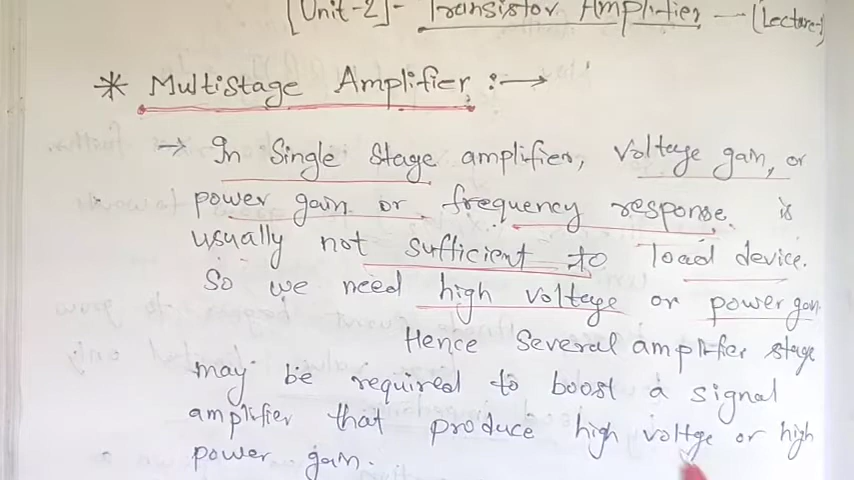 [Unit-2]- Transistor Amplifier — (Lecture-
* Multistage Amplifier :→
→ In Single Stage amplifier, voltage gain, or
power gain or frequency response is
usually not sufficient to load device.
So we need high voltage or power gain
Hence Several amplifier stage
may be required to boost a signal
amplifier that produce high voltge or high
power gain.